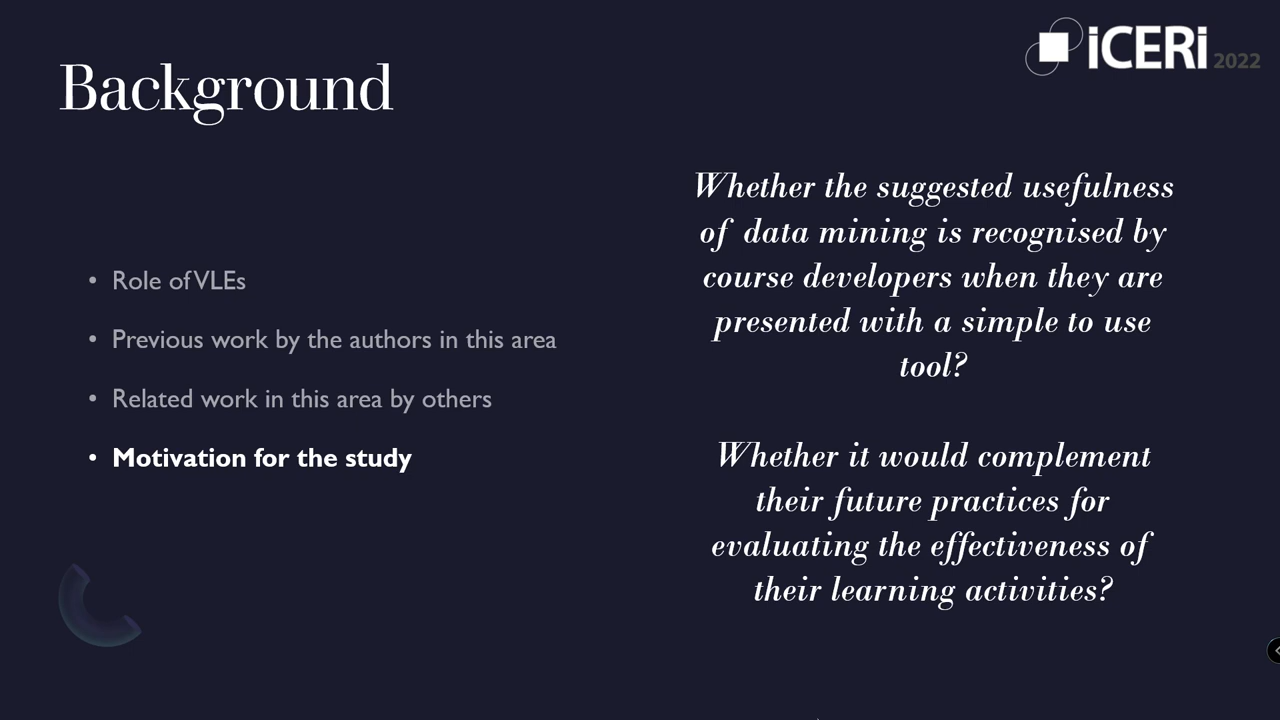 iCERi 2022
Background
• Role of VLEs
• Previous work by the authors in this area
• Related work in this area by others
• Motivation for the study
Whether the suggested usefulness
of data mining is recognised by
course developers when they are
presented with a simple to use
tool?
Whether it would complement
their future practices for
evaluating the effectiveness of
their learning activities?